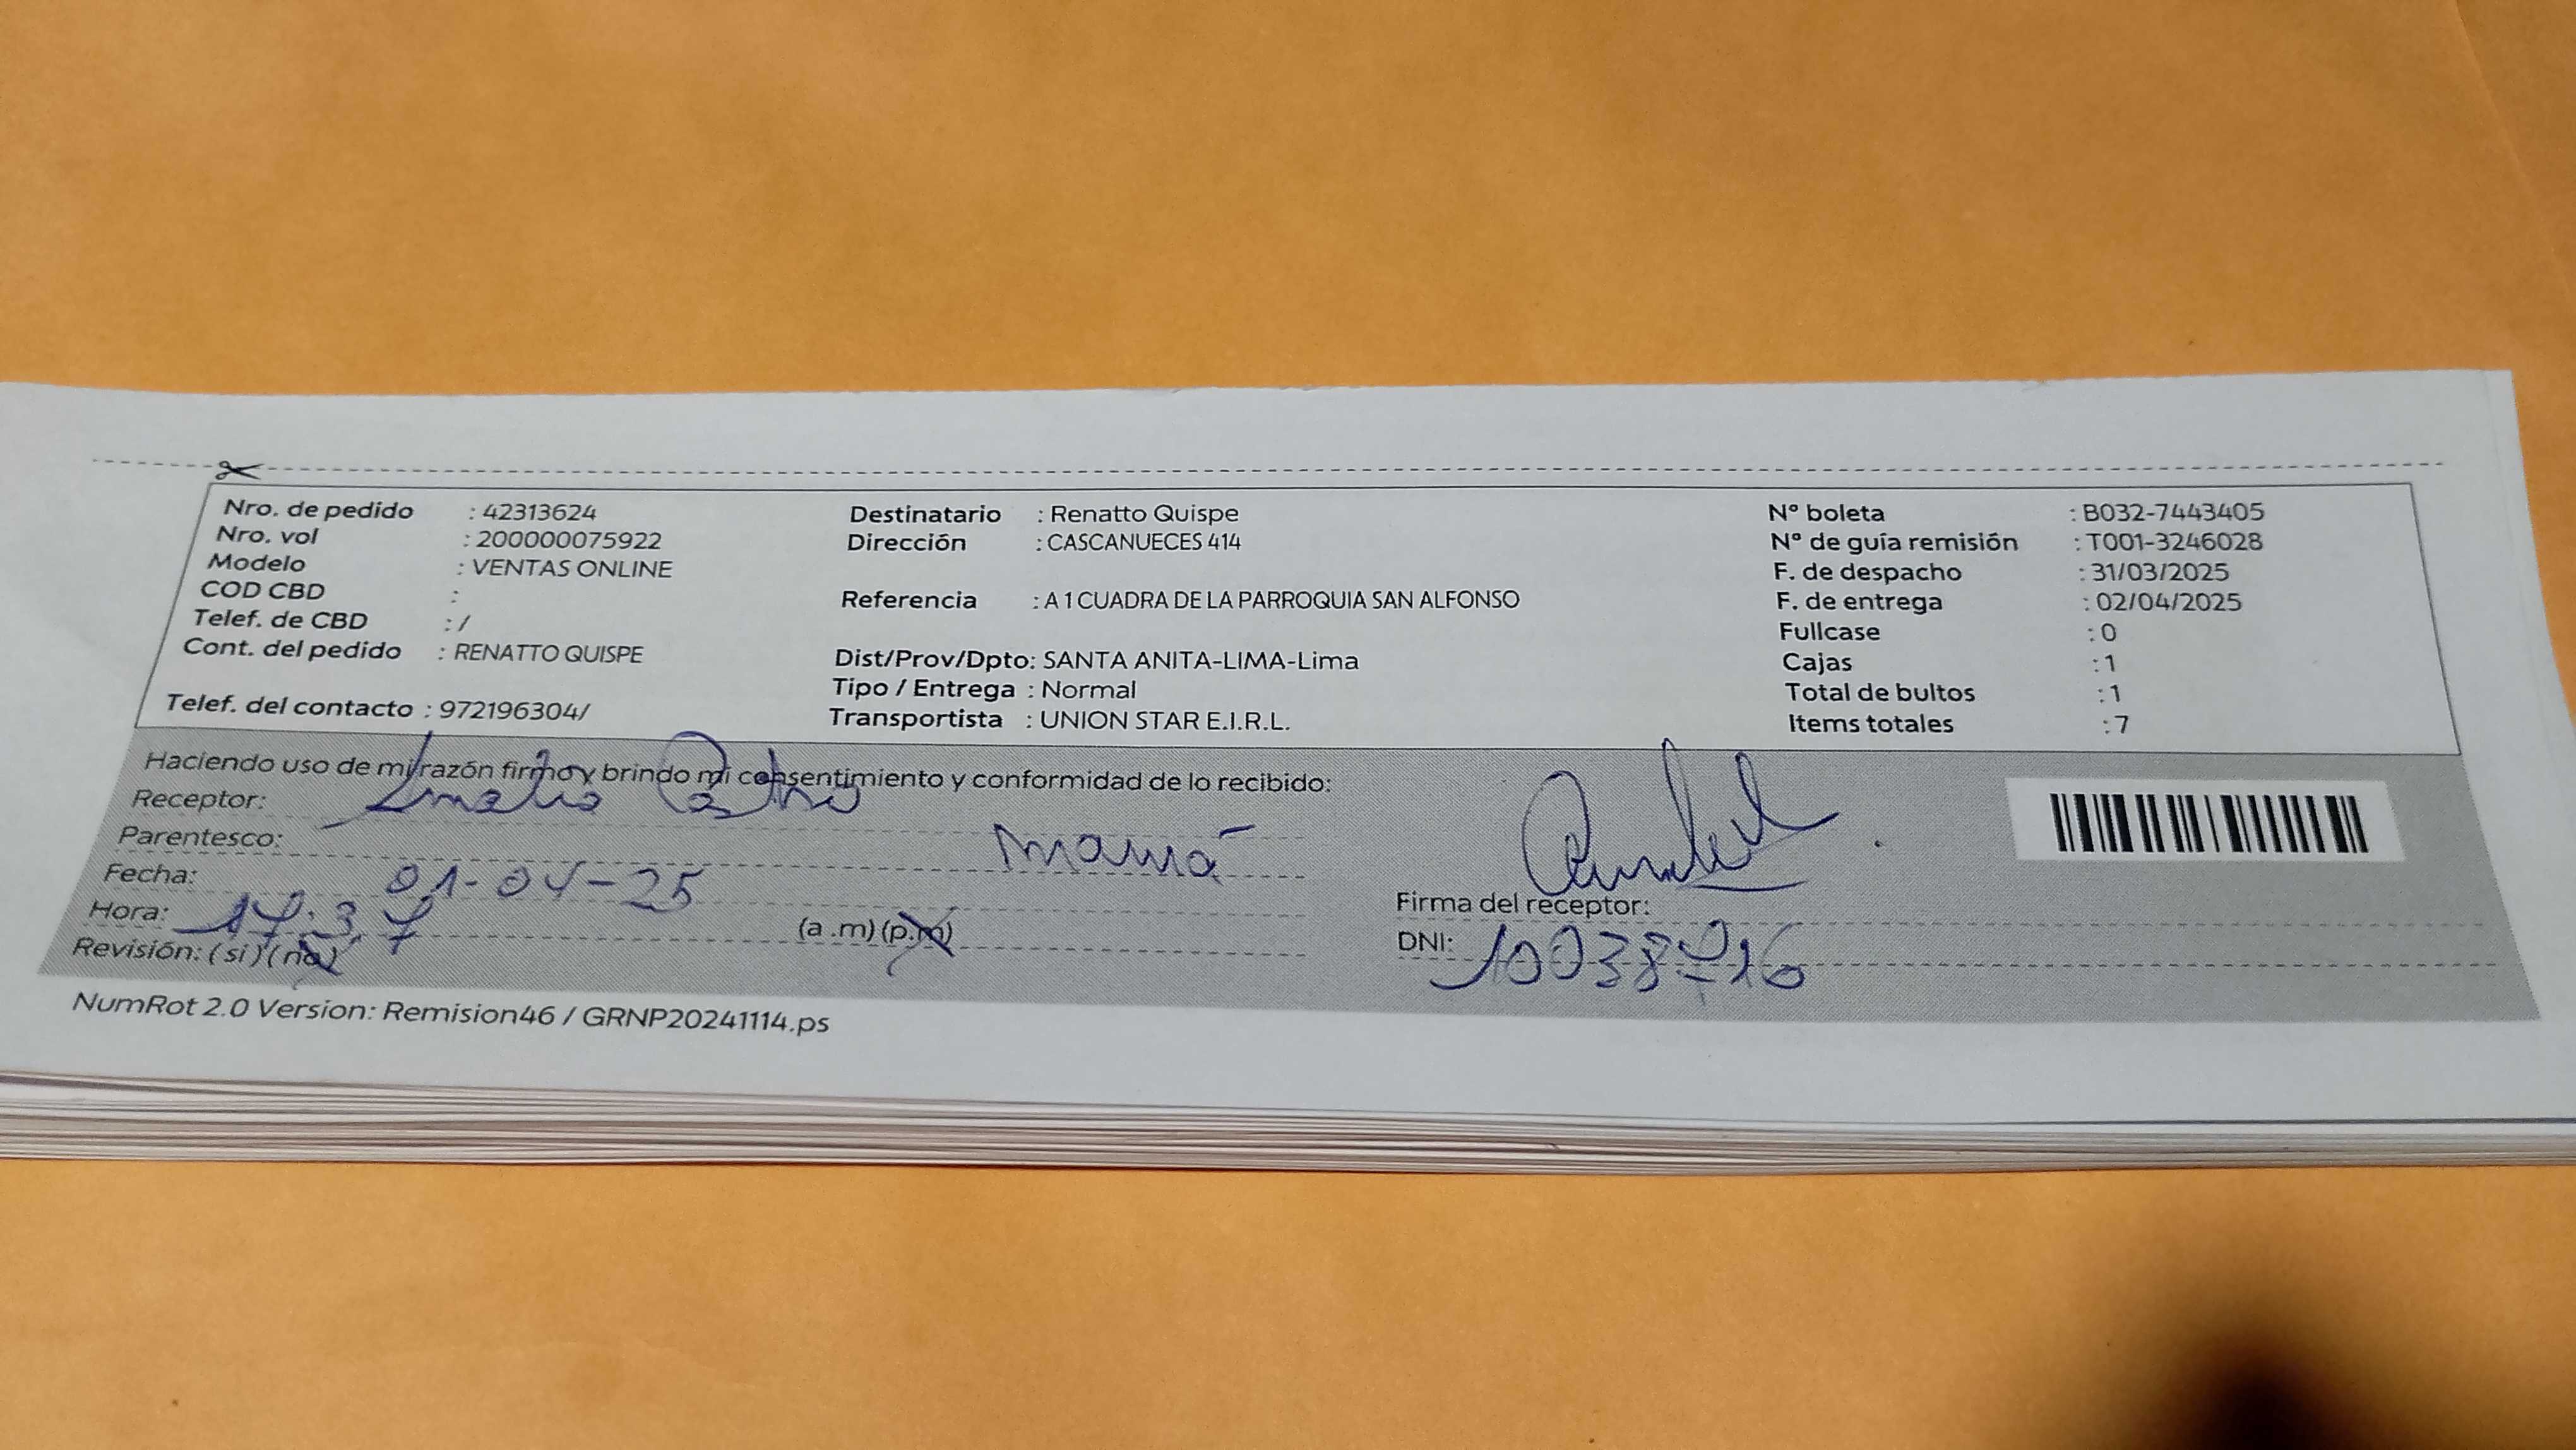 Nro. de pedido : 42313624
Nro. vol : 200000075922
Modelo : VENTAS ONLINE
COD CBD :
Telef. de CBD : /
Cont. del pedido : RENATTO QUISPE
Telef. del contacto : 972196304/
Destinatario : Renatto Quispe
Dirección : CASCANUECES 414
Referencia : A 1 CUADRA DE LA PARROQUIA SAN ALFONSO
Dist/Prov/Dpto: SANTA ANITA-LIMA-Lima
Tipo / Entrega : Normal
Transportista : UNION STAR E.I.R.L.
N° boleta : B032-7443405
N° de guía remisión : T001-3246028
F. de despacho : 31/03/2025
F. de entrega : 02/04/2025
Fullcase : 0
Cajas : 1
Total de bultos : 1
Items totales : 7
Haciendo uso de mi razón firmo y brindo mi consentimiento y conformidad de lo recibido:
Receptor: Castro
Parentesco: mamá
Fecha: 01-04-25
Hora: 17:37 (a .m) (p.m)
Revisión: ( si ) ( no )
Firma del receptor:
DNI:
NumRot 2.0 Version: Remision46 / GRNP20241114.ps